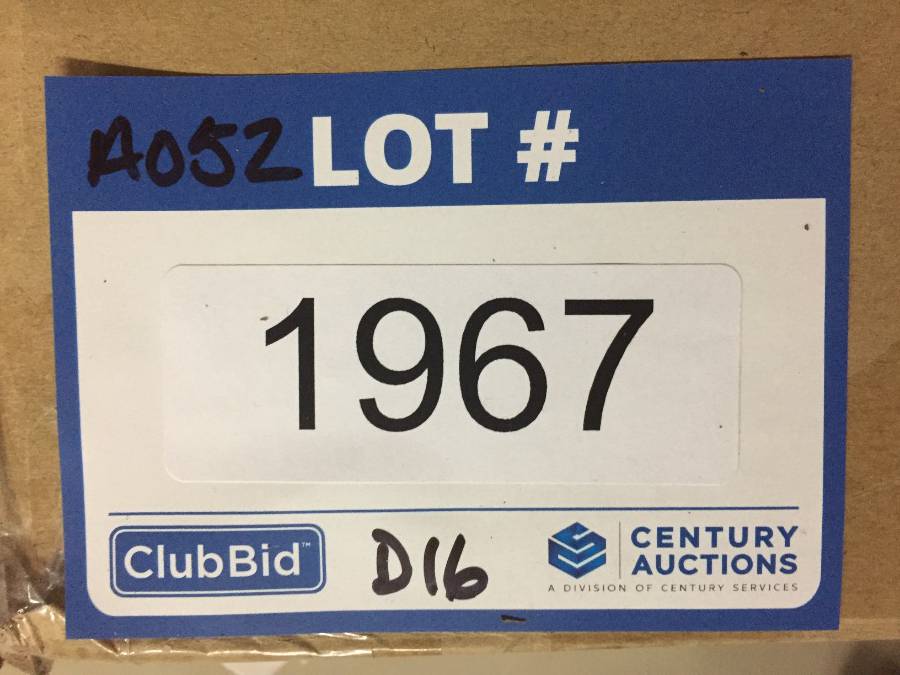 A052 LOT #
1967
ClubBid™
D16
CENTURY
AUCTIONS
A DIVISION OF CENTURY SERVICES